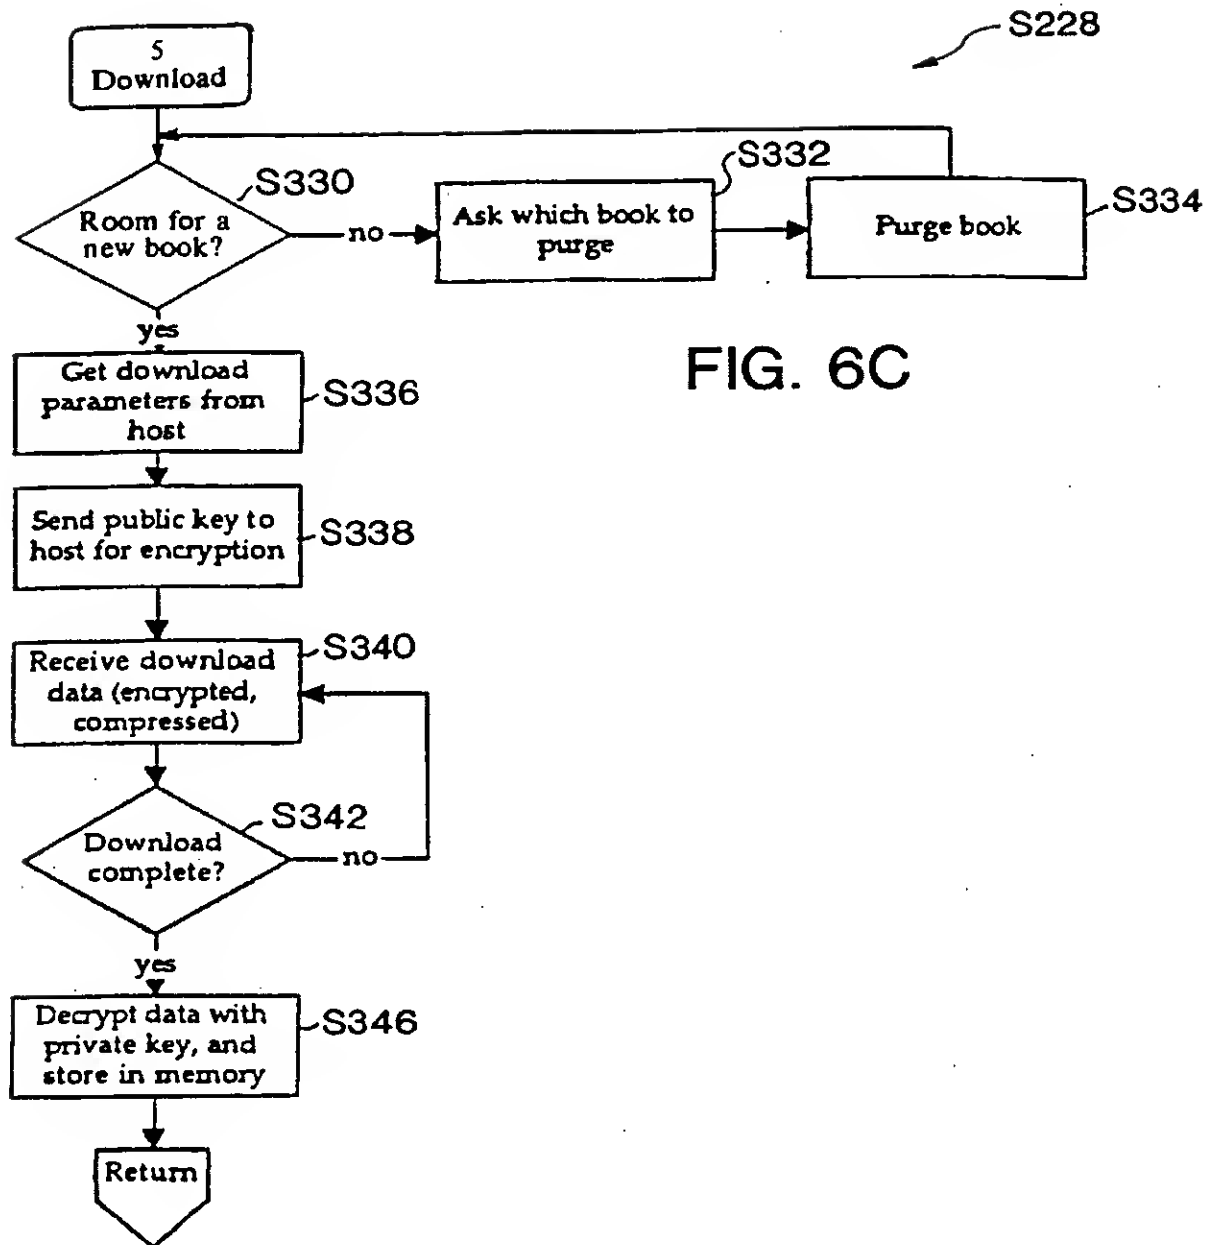 S228
5
Download
S330
Room for a
new book?
no
S332
Ask which book to
purge
S334
Purge book
yes
FIG. 6C
Get download
parameters from
host
S336
Send public key to
host for encryption
S338
S340
Receive download
data (encrypted,
compressed)
S342
Download
complete?
no
yes
Decrypt data with
private key, and
store in memory
S346
Return